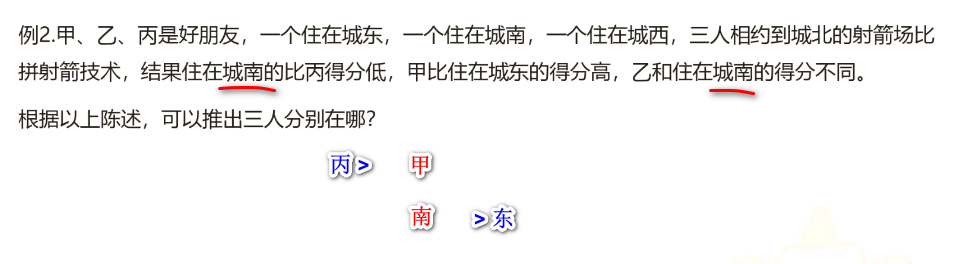 例2.甲、乙、丙是好朋友，一个住在城东，一个住在城南，一个住在城西，三人相约到城北的射箭场比
拼射箭技术，结果住在城南的比丙得分低，甲比住在城东的得分高，乙和住在城南的得分不同。
根据以上陈述，可以推出三人分别在哪？
丙> 甲
南 >东